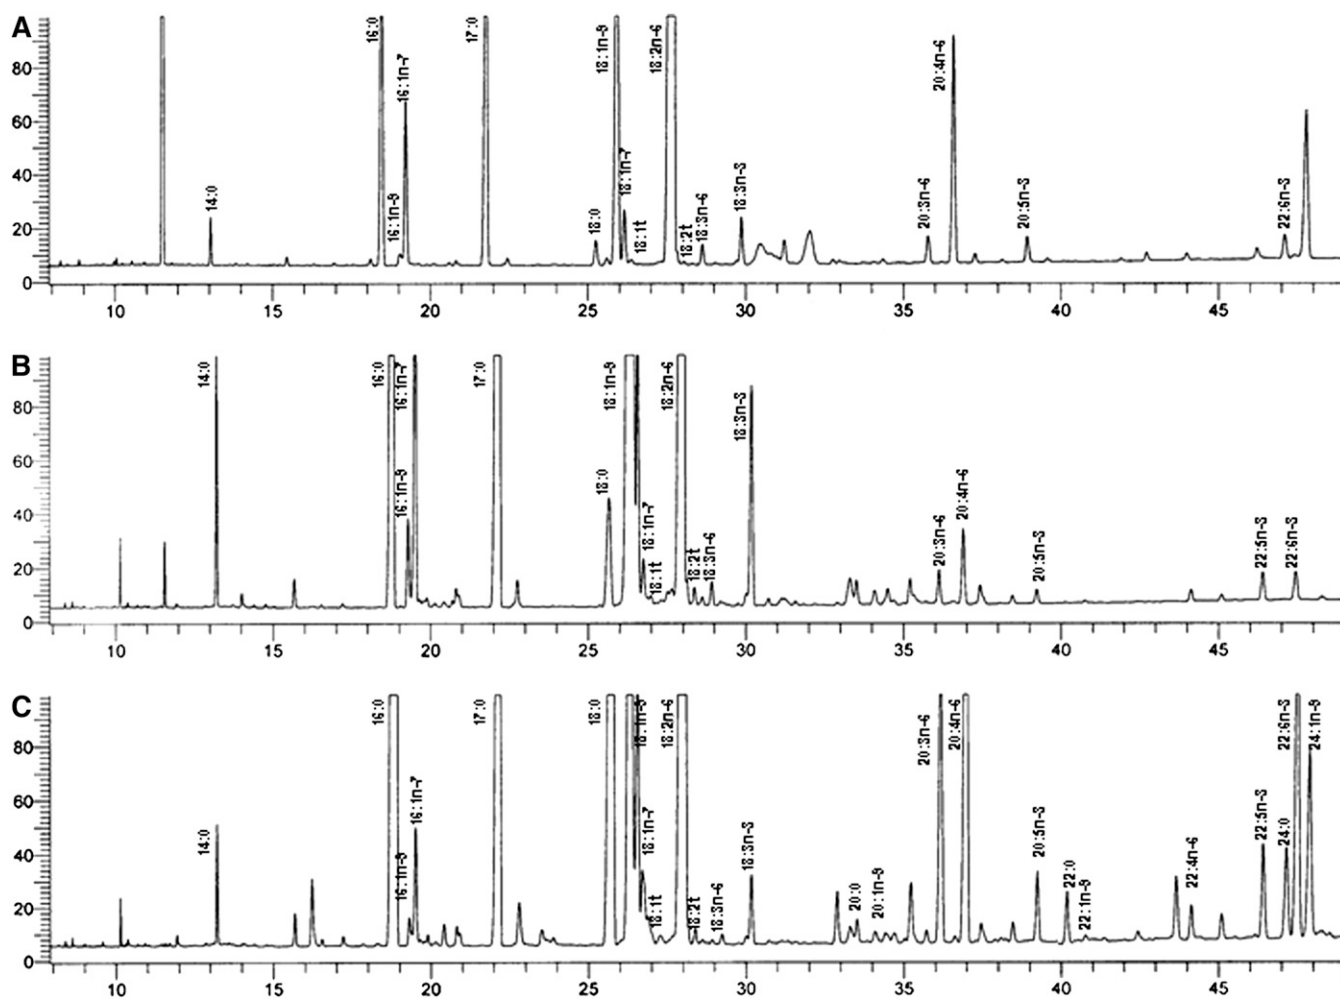 A
80
60
40
20
0
14:0
16:0
16:1n-9
16:1n-7
17:0
18:0
18:1n-9
18:1n-7
18:1t
18:2n-6
18:2t
18:3n-6
18:3n-3
20:3n-6
20:4n-6
20:5n-3
22:6n-3
10 15 20 25 30 35 40 45
B
80
60
40
20
0
14:0
16:0
16:1n-9
16:1n-7
17:0
18:0
18:1n-9
18:1n-7
18:1t
18:2n-6
18:2t
18:3n-6
18:3n-3
20:3n-6
20:4n-6
20:5n-3
22:5n-3
22:6n-3
10 15 20 25 30 35 40 45
C
80
60
40
20
0
14:0
16:0
16:1n-9
16:1n-7
17:0
18:0
18:1n-9
18:1n-7
18:1t
18:2n-6
18:2t
18:3n-6
18:3n-3
20:0
20:1n-9
20:3n-6
20:4n-6
20:5n-3
22:0
22:1n-9
22:4n-6
22:5n-3
24:0
22:6n-3
24:1n-9
10 15 20 25 30 35 40 45